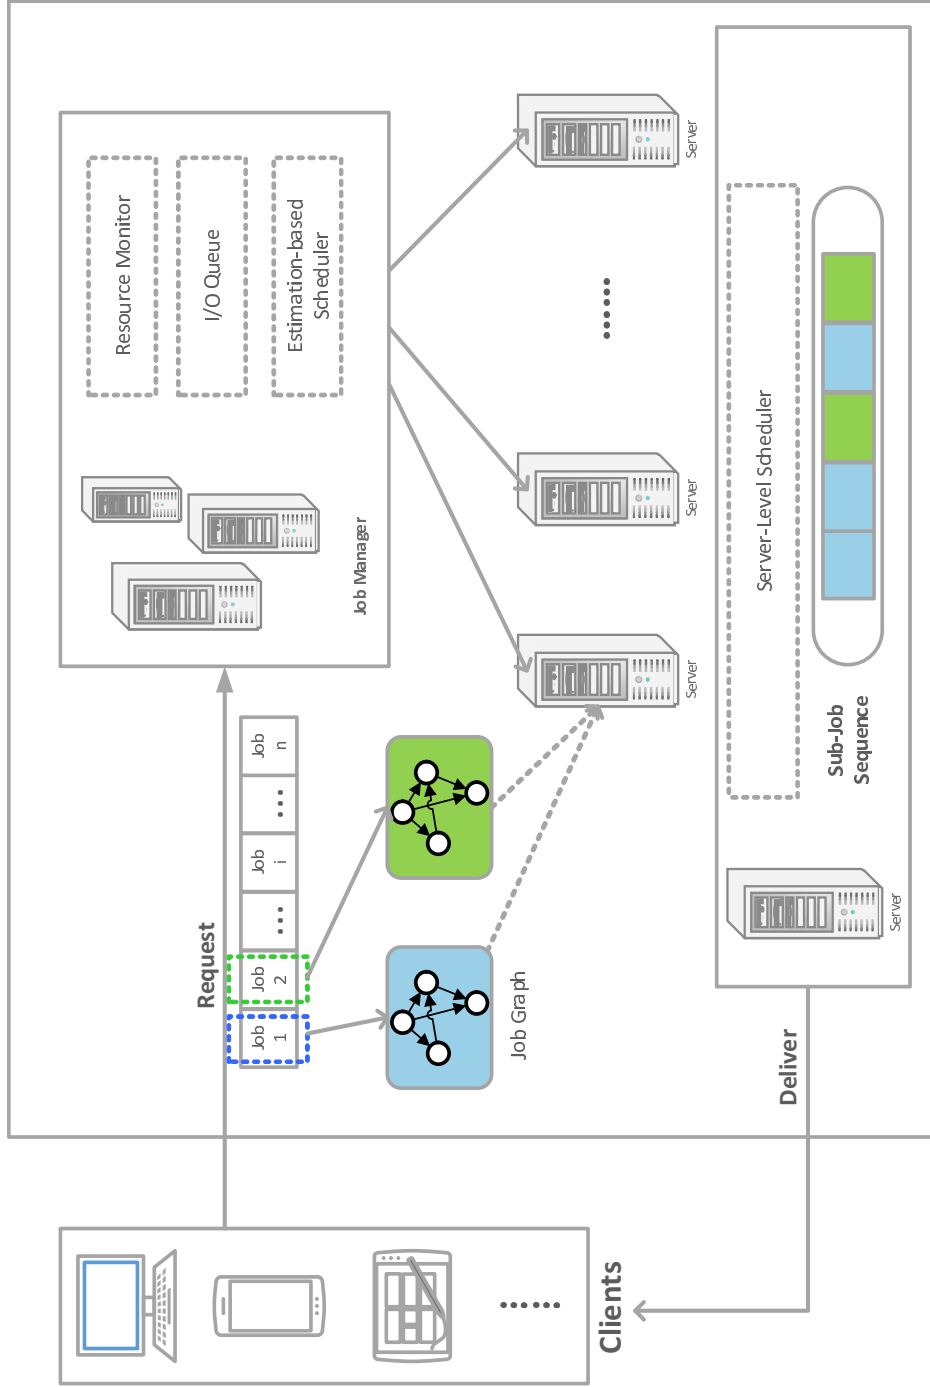 Clients
Request
Job
1
Job
2
...
Job
i
...
Job
n
Job Graph
Job Manager
Resource Monitor
I/O Queue
Estimation-based
Scheduler
Server
Server
......
Server
Deliver
Server
Server-Level Scheduler
Sub-Job
Sequence
......